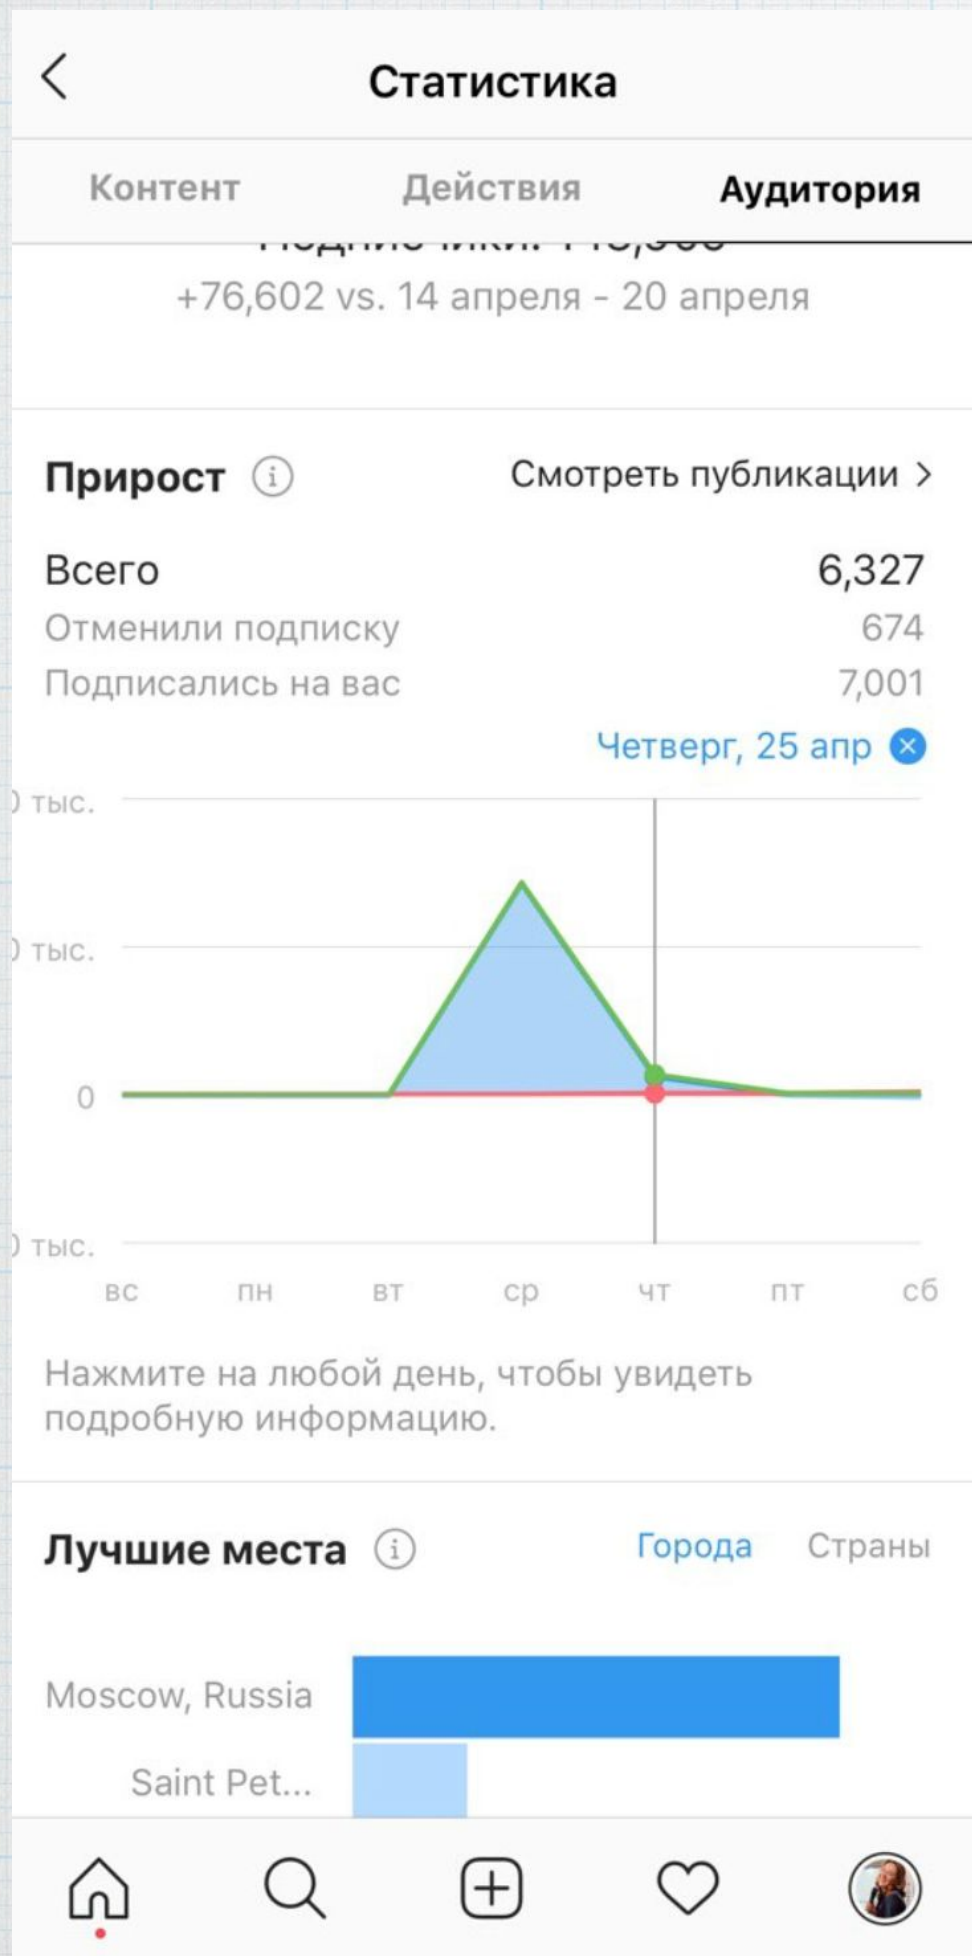 Статистика
Контент Действия Аудитория
+76,602 vs. 14 апреля - 20 апреля
Прирост Смотреть публикации
Всего 6,327
Отменили подписку 674
Подписались на вас 7,001
Четверг, 25 апр
тыс.
тыс.
0
тыс.
вс пн вт ср чт пт сб
Нажмите на любой день, чтобы увидеть
подробную информацию.
Лучшие места Города Страны
Moscow, Russia
Saint Pet...